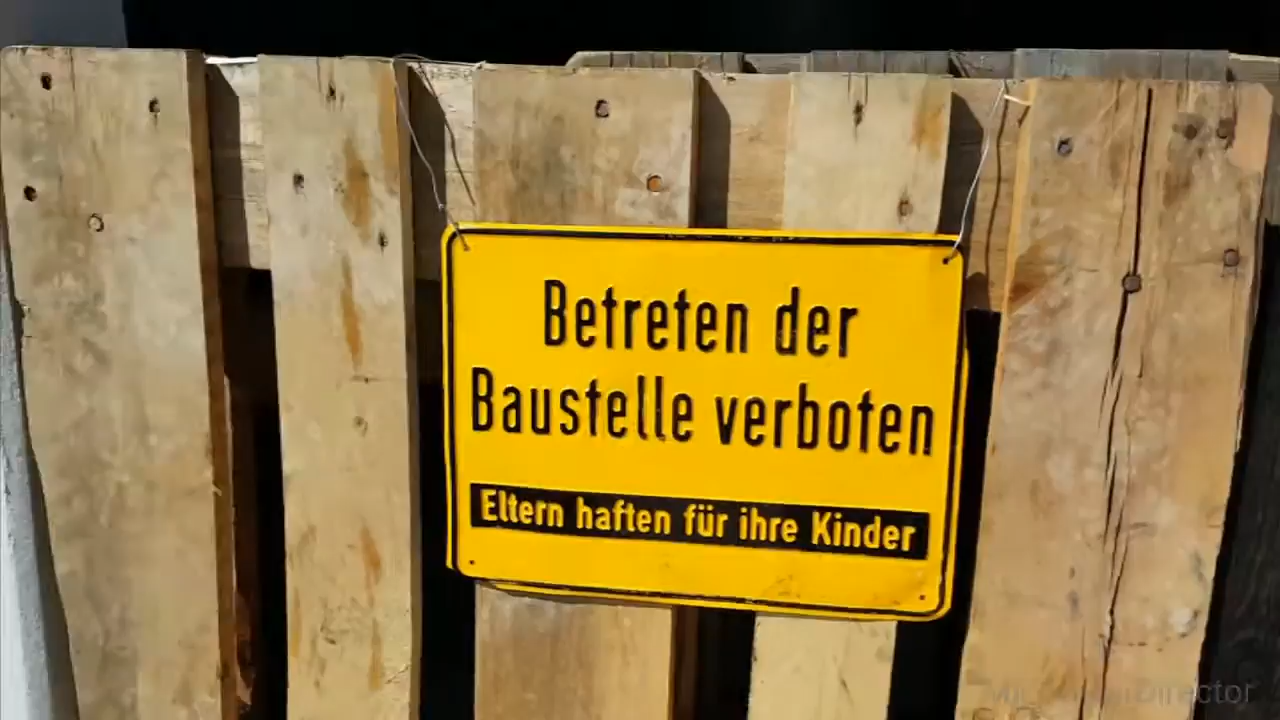 Betreten der
Baustelle verboten
Eltern haften für ihre Kinder